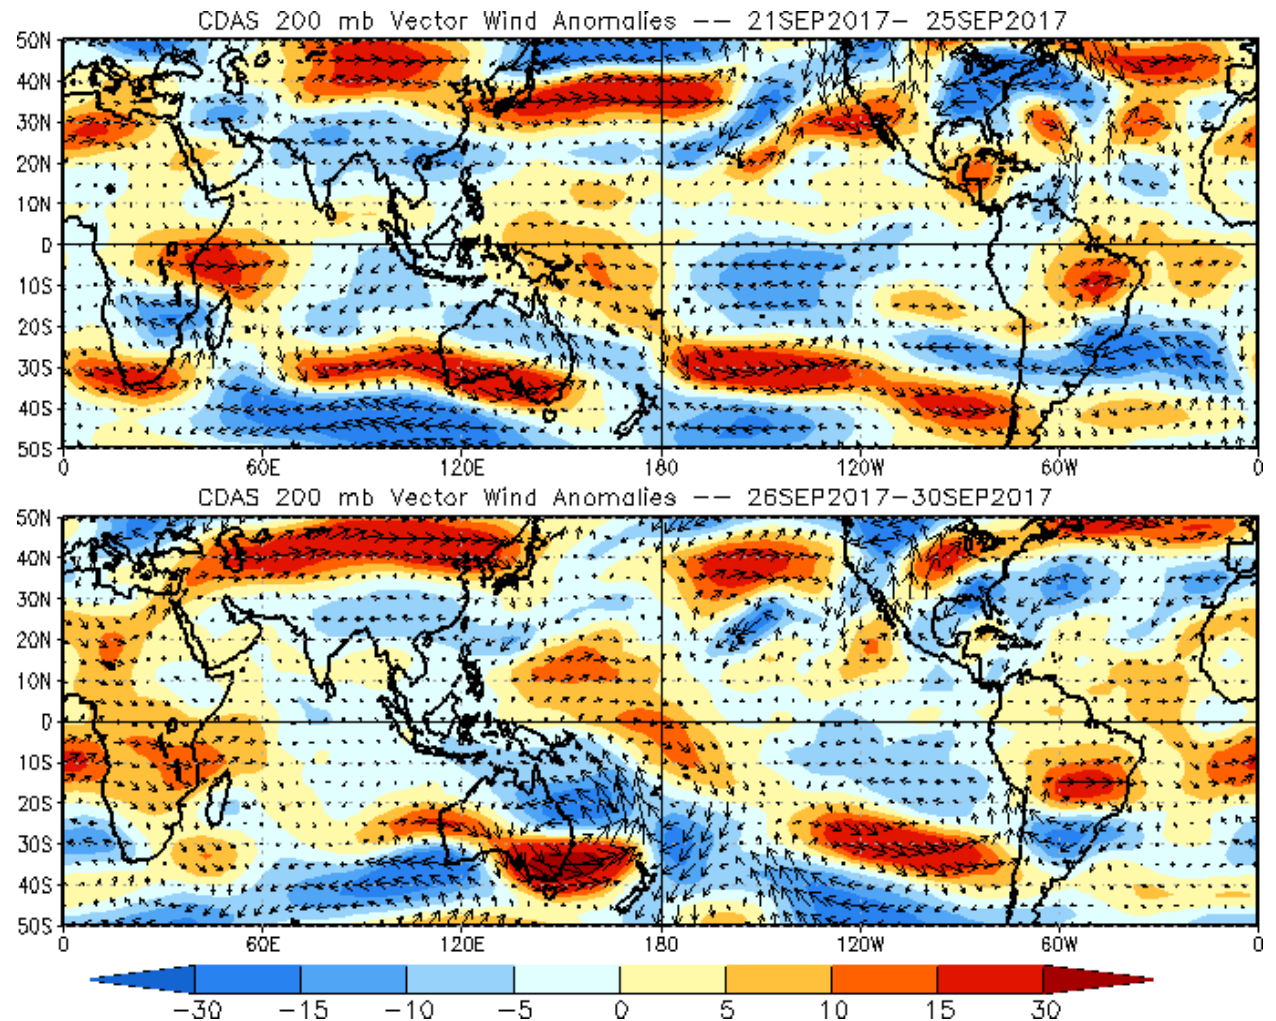 CDAS 200 mb Vector Wind Anomalies -- 21SEP2017- 25SEP2017
50N
40N
30N
20N
10N
0
10S
20S
30S
40S
50S
0 60E 120E 180 120W 60W 0
CDAS 200 mb Vector Wind Anomalies -- 26SEP2017-30SEP2017
50N
40N
30N
20N
10N
0
10S
20S
30S
40S
50S
0 60E 120E 180 120W 60W 0
-30 -15 -10 -5 0 5 10 15 30